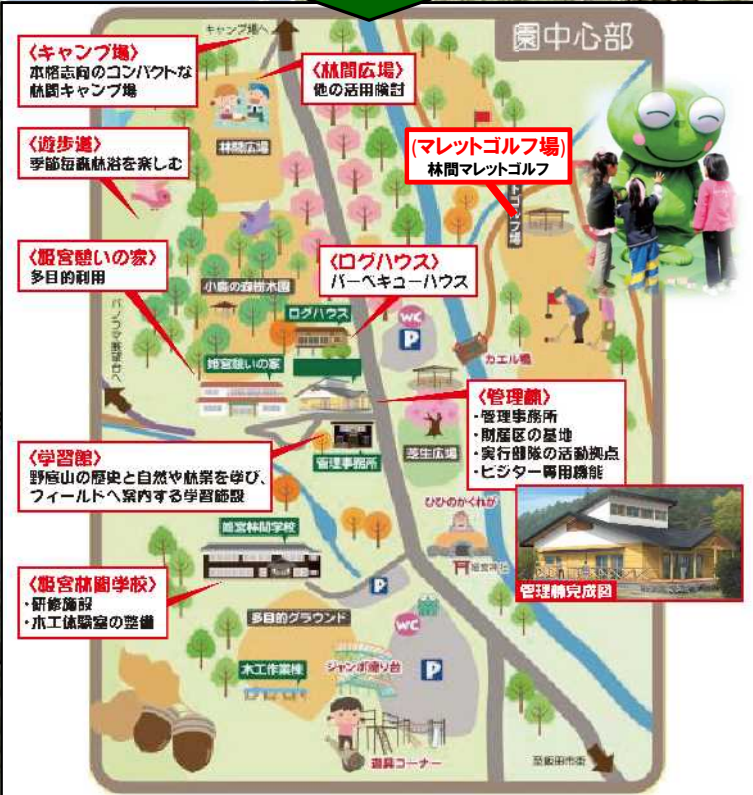 園中心部
キャンプ場へ
〈キャンプ場〉
本格志向のコンパクトな
林間キャンプ場
〈林間広場〉
他の活用検討
林間広場
〈遊歩道〉
季節毎森林浴を楽しむ
(マレットゴルフ場)
林間マレットゴルフ
〈姫宮憩いの家〉
多目的利用
小鳥の森樹木園
〈ログハウス〉
バーベキューハウス
ログハウス
WC
P
カエル橋
パノラマ展望台へ
姫宮憩いの家
〈管理棟〉
・管理事務所
・財産区の基地
・実行部隊の活動拠点
・ビジター専用機能
芝生広場
管理事務所
〈学習館〉
野底山の歴史と自然や林業を学び、
フィールドへ案内する学習施設
ひひのかくれが
姫宮神社
姫宮林間学校
管理棟完成図
〈姫宮林間学校〉
・研修施設
・木工体験室の整備
P
多目的グラウンド
WC
木工作業棟
ジャンボ滑り台
P
遊具コーナー
至飯田市街